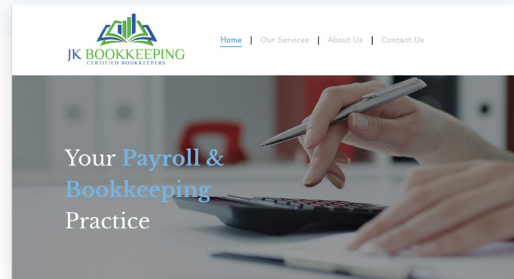 JK BOOKKEEPING
CERTIFIED BOOKKEEPERS
Home | Our Services | About Us | Contact Us
Your Payroll &
Bookkeeping
Practice